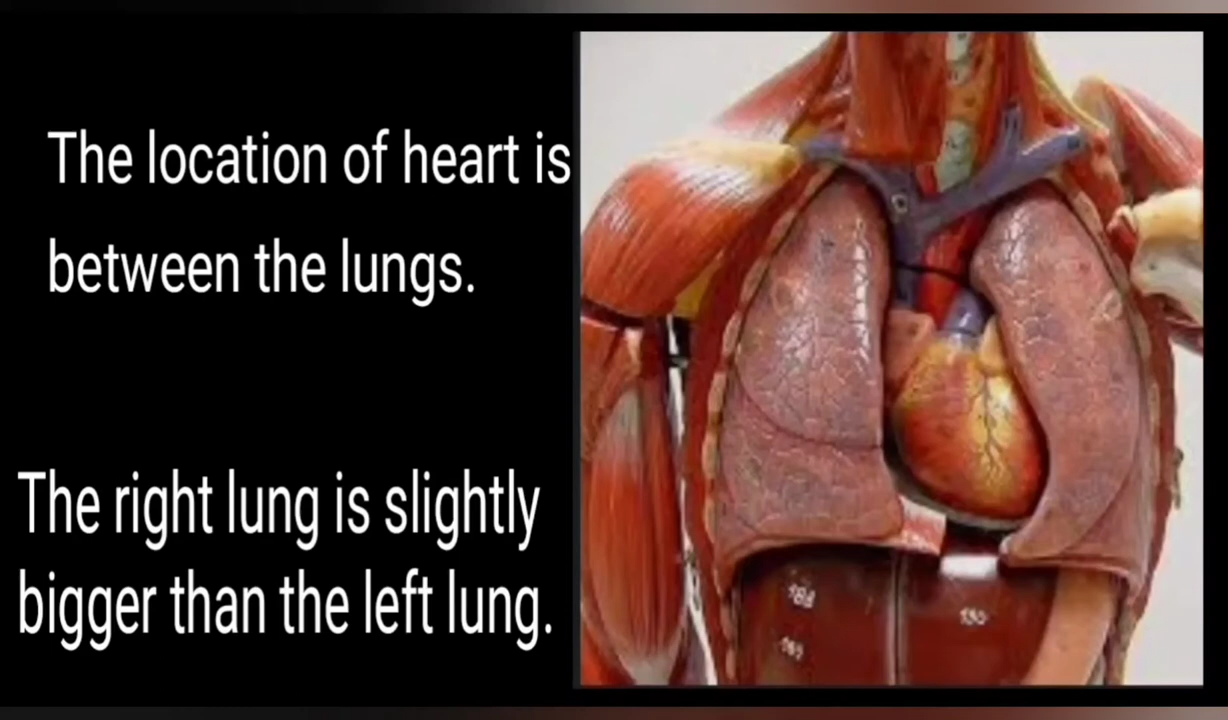 The location of heart is
between the lungs.
The right lung is slightly
bigger than the left lung.